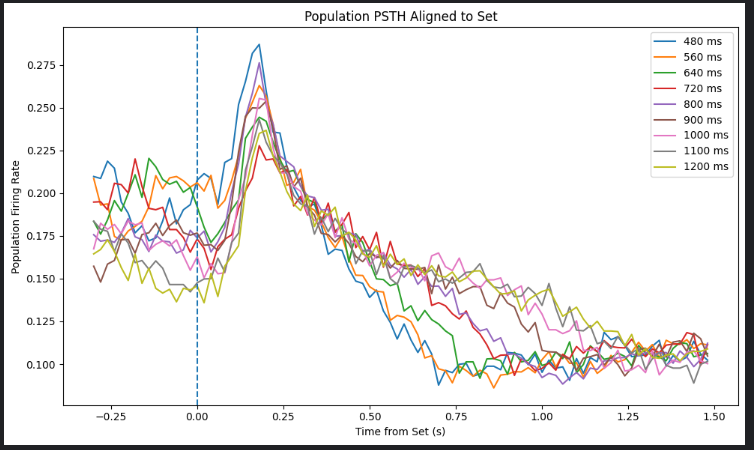 Population PSTH Aligned to Set
480 ms
560 ms
640 ms
720 ms
800 ms
900 ms
1000 ms
1100 ms
1200 ms
Population Firing Rate
0.275
0.250
0.225
0.200
0.175
0.150
0.125
0.100
−0.25 0.00 0.25 0.50 0.75 1.00 1.25 1.50
Time from Set (s)